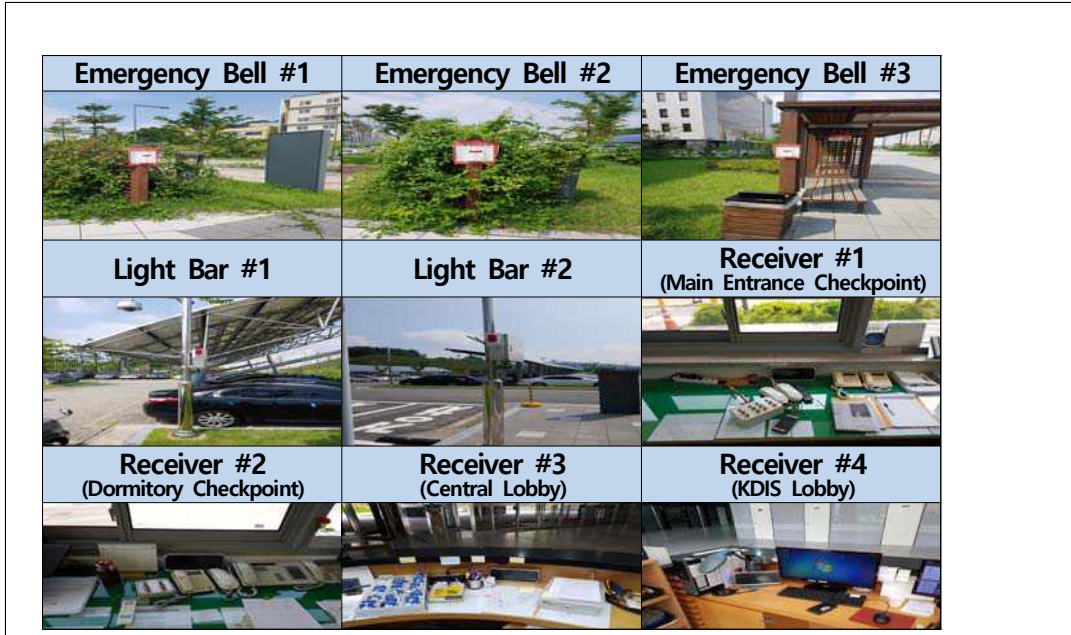 Emergency Bell #1
Emergency Bell #2
Emergency Bell #3
Light Bar #1
Light Bar #2
Receiver #1
(Main Entrance Checkpoint)
Receiver #2
(Dormitory Checkpoint)
Receiver #3
(Central Lobby)
Receiver #4
(KDIS Lobby)